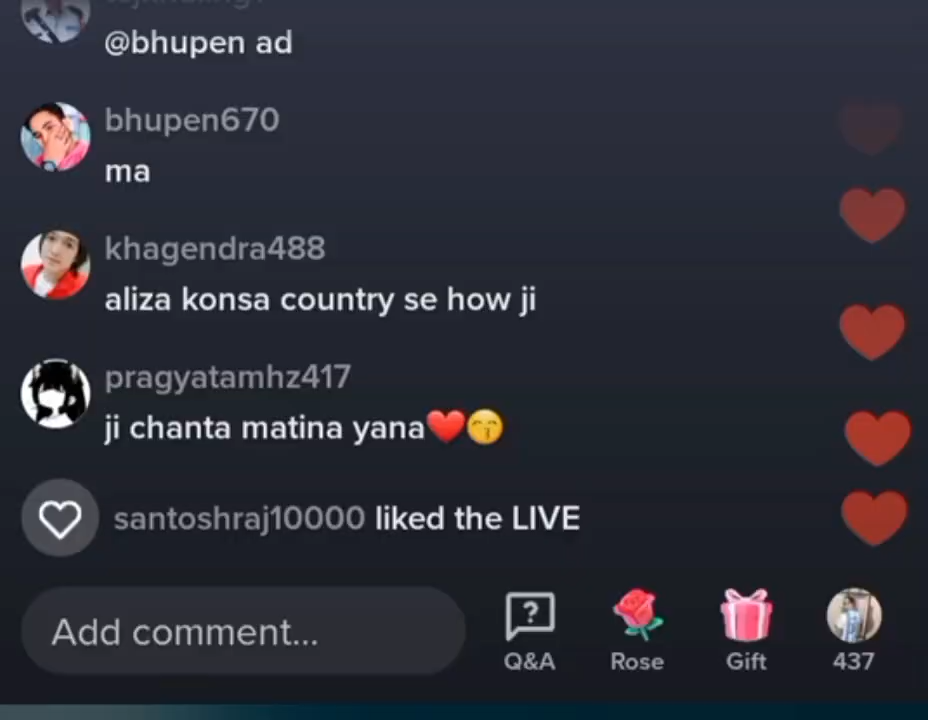 @bhupen ad
bhupen670
ma
khagendra488
aliza konsa country se how ji
pragyatamhz417
ji chanta matina yana❤️😙
santoshraj10000 liked the LIVE
Add comment...
Q&A
Rose
Gift
437